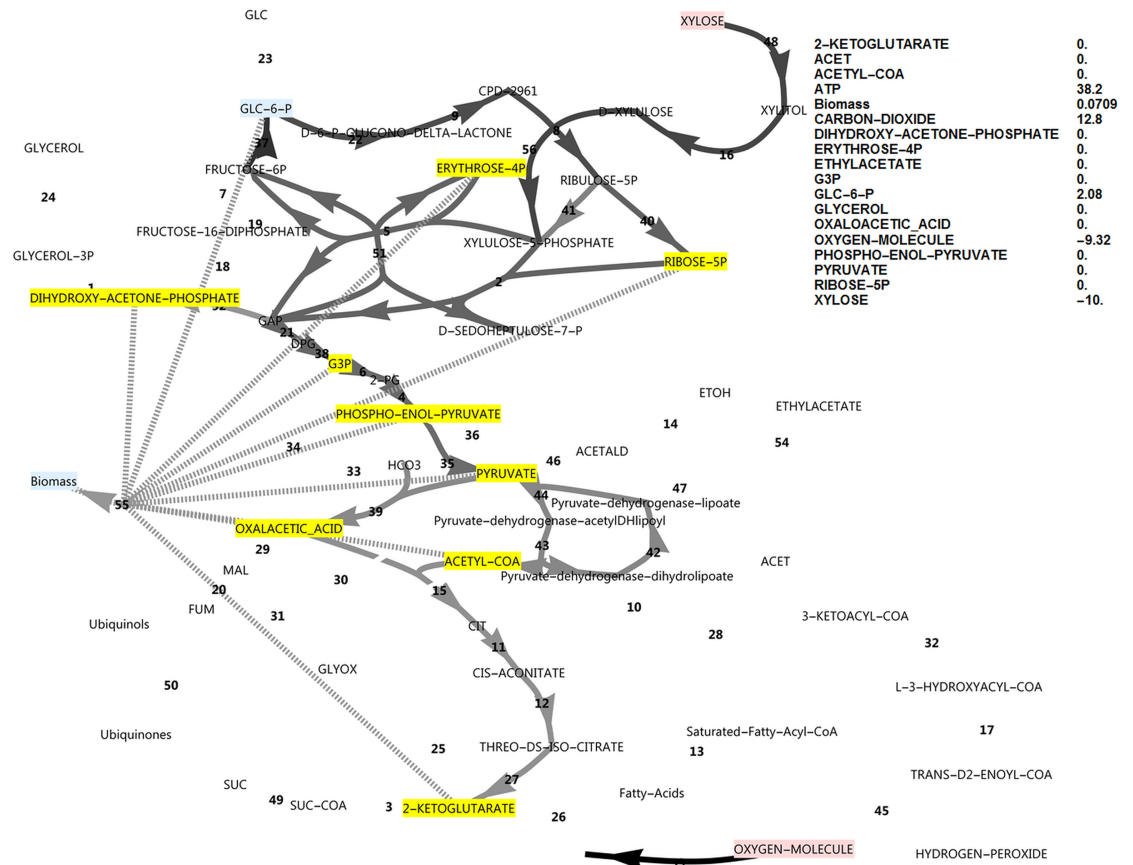 GLC
XYLOSE
48
2-KETOGLUTARATE 0.
ACET 0.
ACETYL-COA 0.
ATP 38.2
Biomass 0.0709
CARBON-DIOXIDE 12.8
DIHYDROXY-ACETONE-PHOSPHATE 0.
ERYTHROSE-4P 0.
ETHYLACETATE 0.
G3P 0.
GLC-6-P 2.08
GLYCEROL 0.
OXALOACETIC_ACID 0.
OXYGEN-MOLECULE -9.32
PHOSPHO-ENOL-PYRUVATE 0.
PYRUVATE 0.
RIBOSE-5P 0.
XYLOSE -10.
23
CPD-2961
GLC-6-P
9
D-XYLULOSE
XYLITOL
D-6-P-GLUCONO-DELTA-LACTONE
22
8
37
GLYCEROL
56
16
FRUCTOSE-6P
ERYTHROSE-4P
RIBULOSE-5P
24
7
41
40
19
FRUCTOSE-16-DIPHOSPHATE
5
XYLULOSE-5-PHOSPHATE
GLYCEROL-3P
51
18
RIBOSE-5P
2
1
DIHYDROXY-ACETONE-PHOSPHATE
52
GAP
21
D-SEDOHEPTULOSE-7-P
DPG
38
G3P
6
2-PG
4
ETOH
ETHYLACETATE
PHOSPHO-ENOL-PYRUVATE
14
36
54
34
35
46
ACETALD
33
HCO3
PYRUVATE
Biomass
47
44
55
Pyruvate-dehydrogenase-lipoate
39
Pyruvate-dehydrogenase-acetylDHlipoyl
OXALACETIC_ACID
29
43
42
ACETYL-COA
ACET
MAL
30
Pyruvate-dehydrogenase-dihydrolipoate
20
15
FUM
31
10
3-KETOACYL-COA
Ubiquinols
CIT
28
32
11
GLYOX
CIS-ACONITATE
50
L-3-HYDROXYACYL-COA
12
Ubiquinones
Saturated-Fatty-Acyl-CoA
17
25
THREO-DS-ISO-CITRATE
13
27
TRANS-D2-ENOYL-COA
SUC
Fatty-Acids
49
SUC-COA
3
2-KETOGLUTARATE
26
45
OXYGEN-MOLECULE
HYDROGEN-PEROXIDE